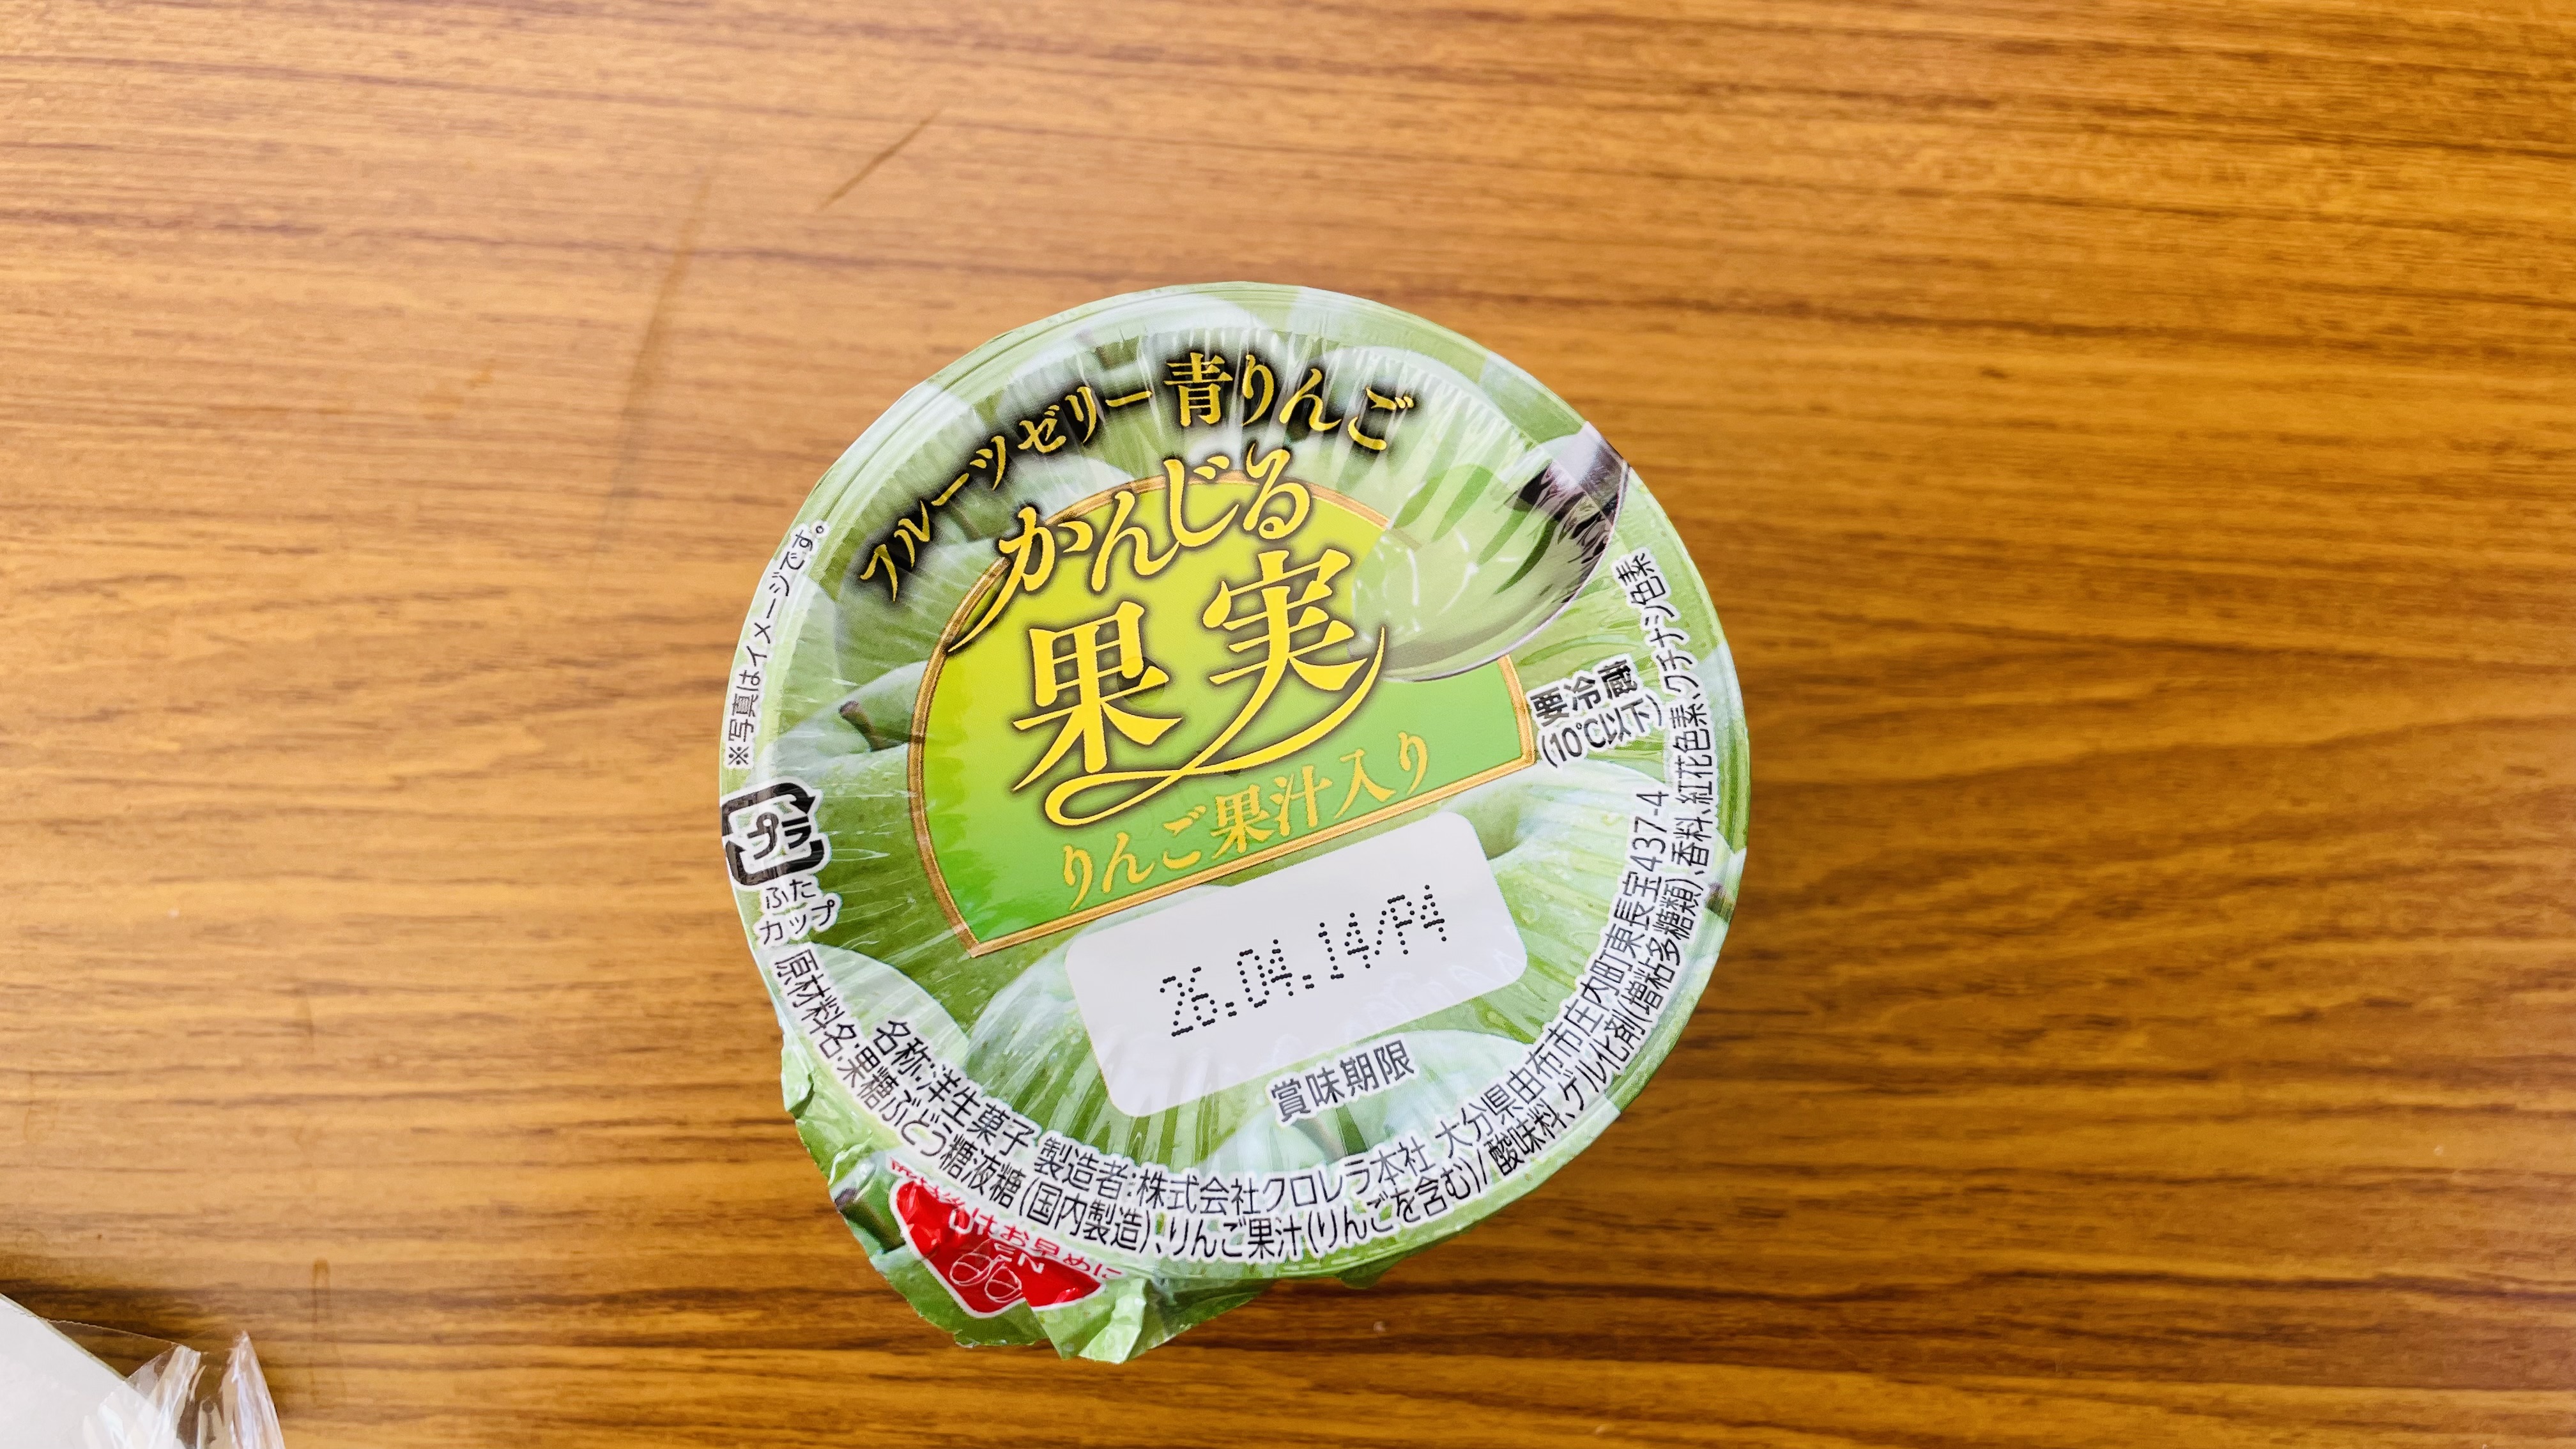 フルーツゼリー 青りんご
かんじる
果実
りんご果汁入り
※写真はイメージです。
プラ
ふた
カップ
要冷蔵
(10℃以下)
26.04.14/P4
賞味期限
名称:洋生菓子 製造者:株式会社クロレラ本社 大分県由布市庄内町東長宝437-4
原材料名:果糖ぶどう糖液糖(国内製造)、りんご果汁(りんごを含む)/酸味料、ゲル化剤(増粘多糖類)、香料、紅花色素、クチナシ色素
はお早めに